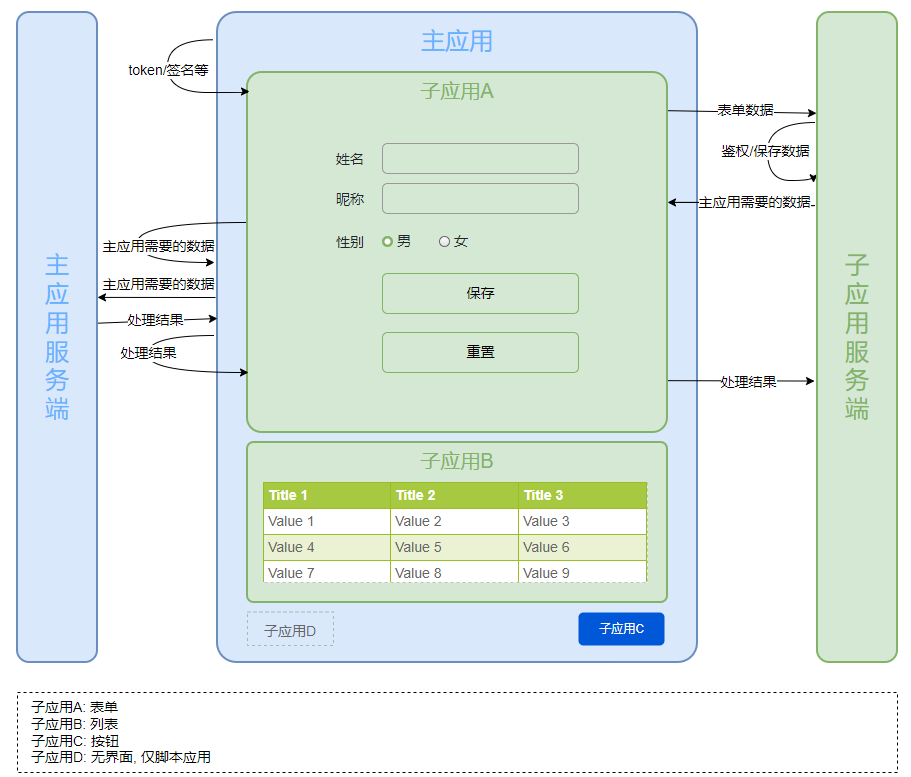 主应用
token/签名等
子应用A
表单数据
鉴权/保存数据
姓名
昵称
主应用需要的数据
性别 男 女
主应用需要的数据
主应用需要的数据
保存
处理结果
处理结果
重置
处理结果
主应用服务端
子应用服务端
子应用B
Title 1 Title 2 Title 3
Value 1 Value 2 Value 3
Value 4 Value 5 Value 6
Value 7 Value 8 Value 9
子应用D
子应用C
子应用A: 表单
子应用B: 列表
子应用C: 按钮
子应用D: 无界面, 仅脚本应用